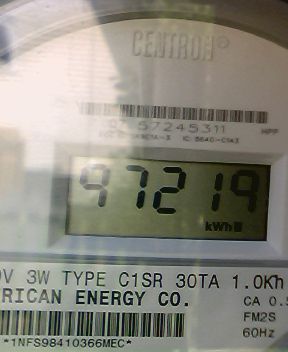 CENTRON®
57245311
HPP
97219
kWh
V 3W TYPE C1SR 30TA 1.0Kh
RICAN ENERGY CO.
CA 0.5
FM2S
60Hz
*1NFS98410366MEC*